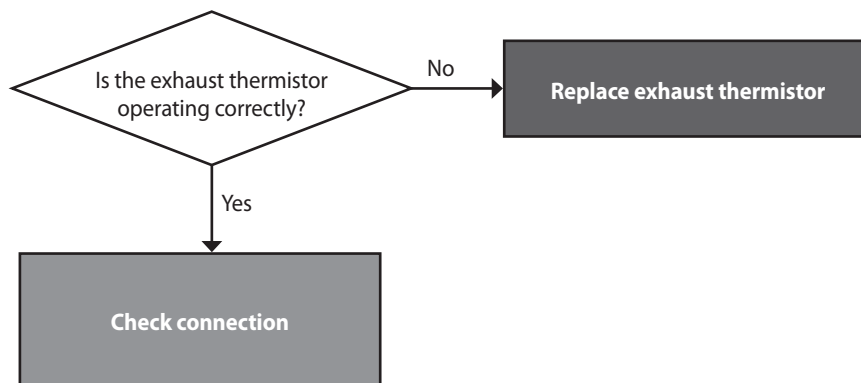 Is the exhaust thermistor
operating correctly?
No
Replace exhaust thermistor
Yes
Check connection